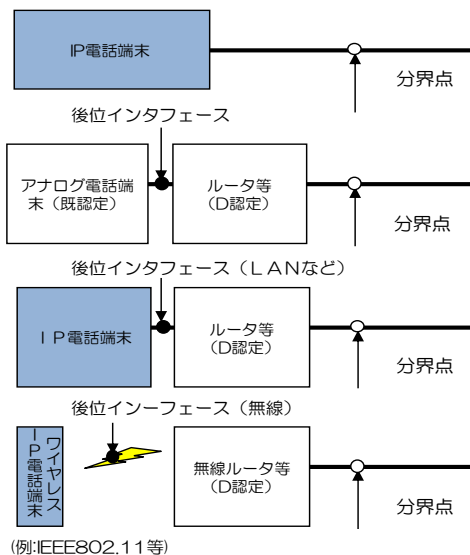 IP電話端末
分界点
後位インタフェース
アナログ電話端
末（既認定）
ルータ等
（D認定）
分界点
後位インタフェース（ＬＡＮなど）
ＩＰ電話端末
ルータ等
（D認定）
分界点
後位インーフェース（無線）
ワイヤレス
ＩＰ電話端末
無線ルータ等
（D認定）
分界点
(例:IEEE802.11等)